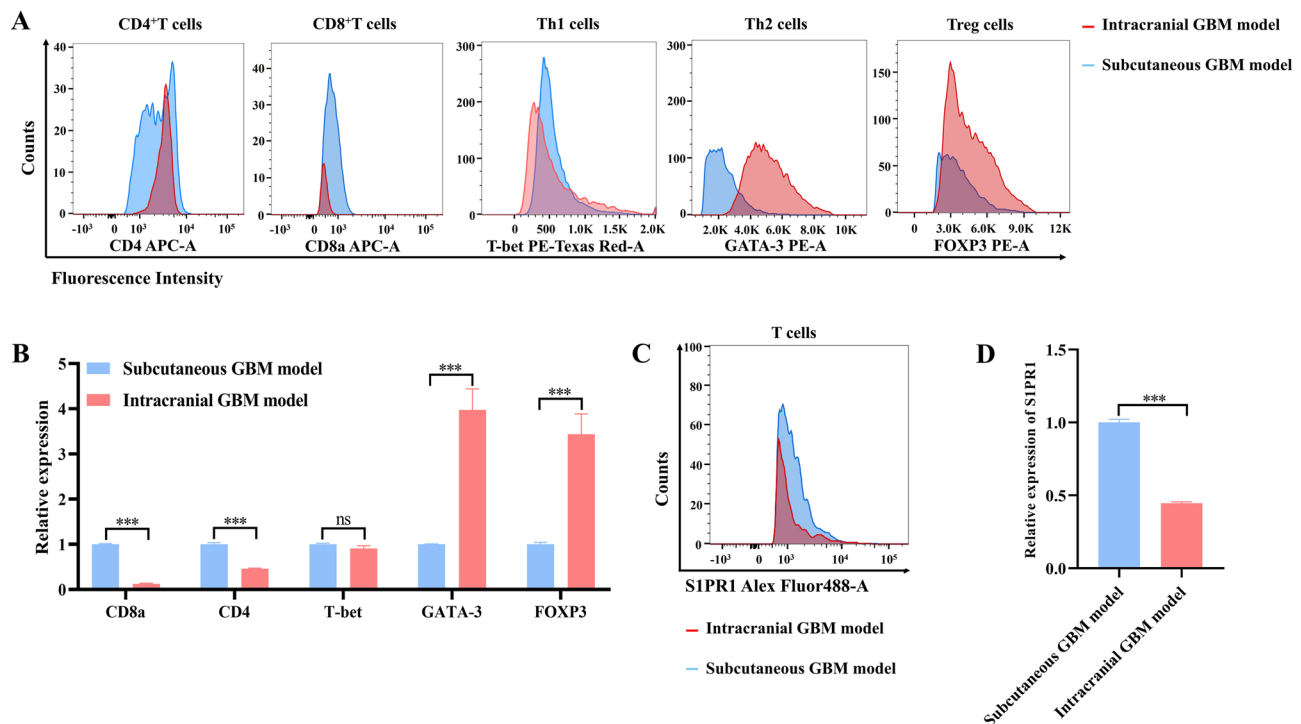 A
CD4⁺T cells
CD8⁺T cells
Th1 cells
Th2 cells
Treg cells
Intracranial GBM model
Subcutaneous GBM model
Counts
40
30
20
10
0
-10³ 0 10³ 10⁴ 10⁵
CD4 APC-A
40
30
20
10
0
-10³ 0 10³ 10⁴ 10⁵
CD8a APC-A
300
200
100
0
0 500 1.0K 1.5K 2.0K
T-bet PE-Texas Red-A
300
200
100
0
2.0K 4.0K 6.0K 8.0K 10K
GATA-3 PE-A
150
100
50
0
3.0K 6.0K 9.0K 12K
FOXP3 PE-A
Fluorescence Intensity
B
Subcutaneous GBM model
Intracranial GBM model
Relative expression
5
4
3
2
1
0
***
***
ns
***
***
CD8a CD4 T-bet GATA-3 FOXP3
C
T cells
Counts
100
80
60
40
20
0
-10³ 0 10³ 10⁴ 10⁵
S1PR1 Alex Fluor488-A
Intracranial GBM model
Subcutaneous GBM model
D
Relative expression of S1PR1
1.5
1.0
0.5
0.0
***
Subcutaneous GBM model
Intracranial GBM model